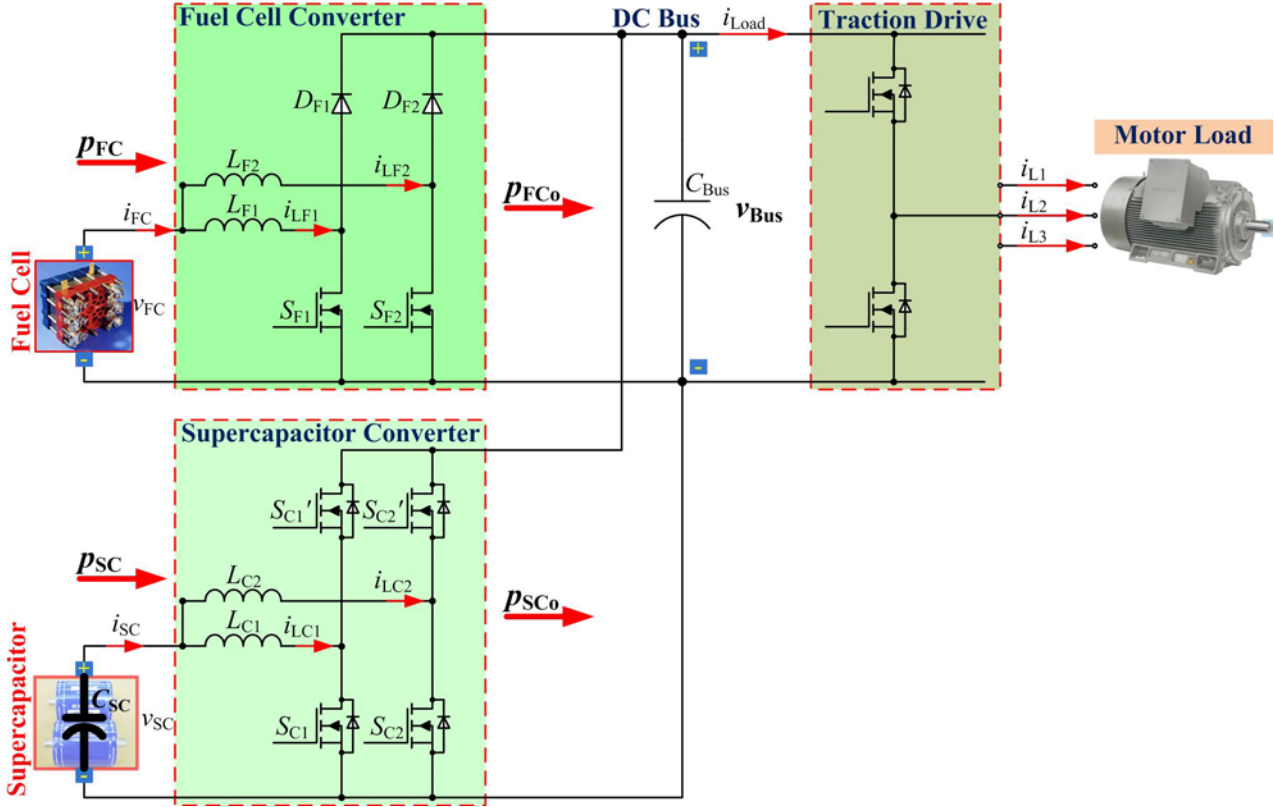 Fuel Cell Converter
DC Bus
iLoad
Traction Drive
+
DF1
DF2
pFC
LF2
iLF2
pFCo
CBus
vBus
Motor Load
iL1
iL2
iL3
iFC
LF1
iLF1
+
Fuel Cell
vFC
SF1
SF2
-
-
Supercapacitor Converter
SC1'
SC2'
pSC
LC2
iLC2
pSCo
iSC
LC1
iLC1
+
Supercapacitor
CSC
vSC
SC1
SC2
-